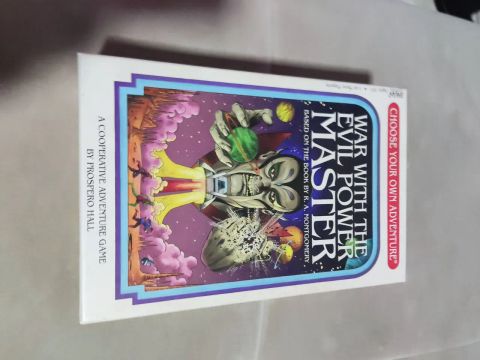 CHOOSE YOUR OWN ADVENTURE®
WAR WITH THE
EVIL POWER
MASTER
BASED ON THE BOOK BY R. A. MONTGOMERY
A COOPERATIVE ADVENTURE GAME
BY PROSPERO HALL